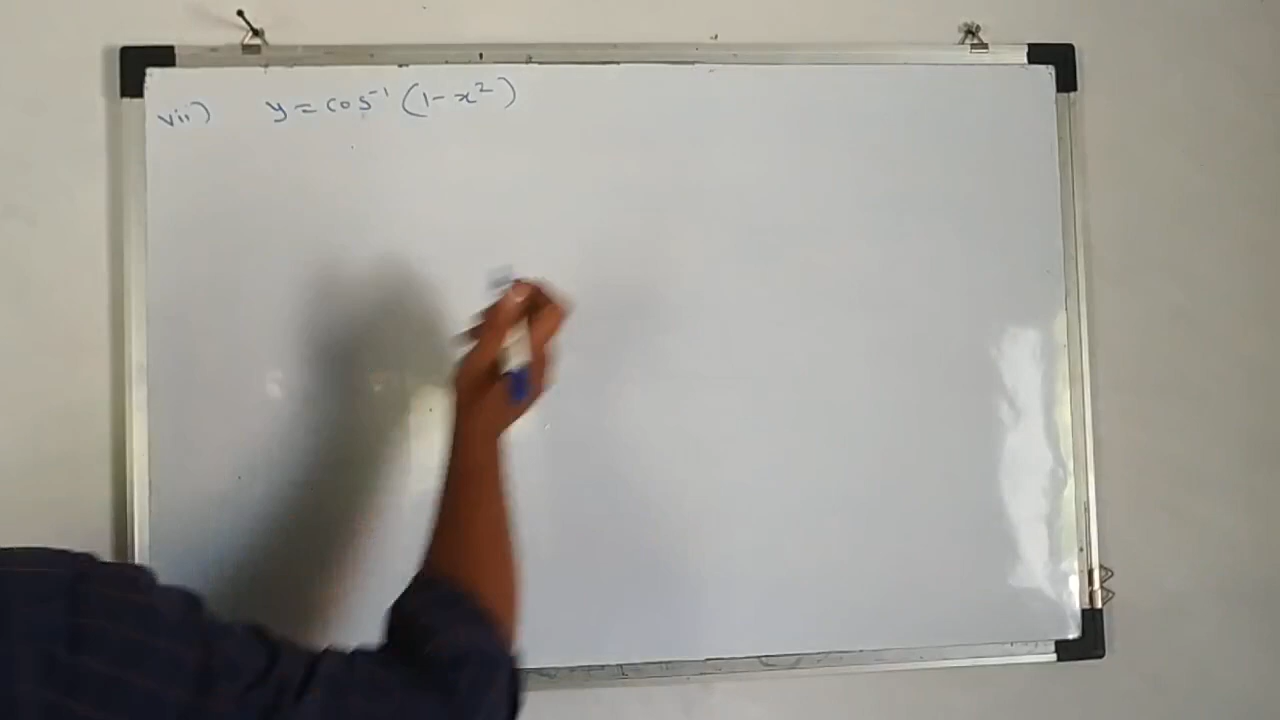 vii) y = cos⁻¹ (1 - x²)